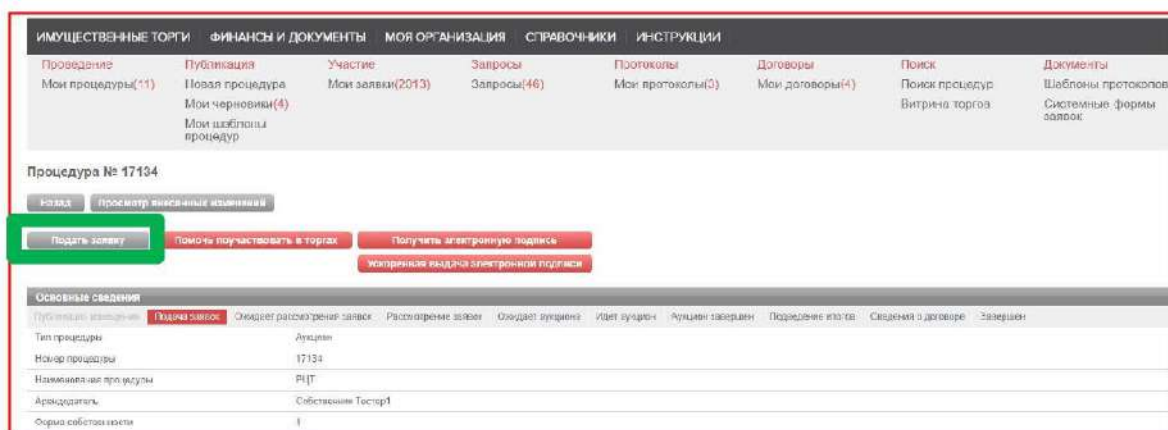 ИМУЩЕСТВЕННЫЕ ТОРГИ ФИНАНСЫ И ДОКУМЕНТЫ МОЯ ОРГАНИЗАЦИЯ СПРАВОЧНИКИ ИНСТРУКЦИИ
Проведение Публикация Участие Запросы Протоколы Договоры Поиск Документы
Мои процедуры(11) Новая процедура Мои заявки(2013) Запросы(46) Мои протоколы(3) Мои договоры(4) Поиск процедур Шаблоны протоколов
Мои черновики(4) Витрина торгов Системные формы заявок
Мои шаблоны процедур
Процедура № 17134
Назад Просмотр внесенных изменений
Подать заявку Помочь поучаствовать в торгах Получить электронную подпись
Ускоренная выдача электронной подписи
Основные сведения
Публикация извещения Подача заявок Ожидает рассмотрения заявок Рассмотрение заявок Ожидает аукциона Идет аукцион Аукцион завершен Подведение итогов Сведения о договоре Завершен
Тип процедуры Аукцион
Номер процедуры 17134
Наименование процедуры РЦТ
Арендодатель Собственник Тестер1
Форма собственности 1